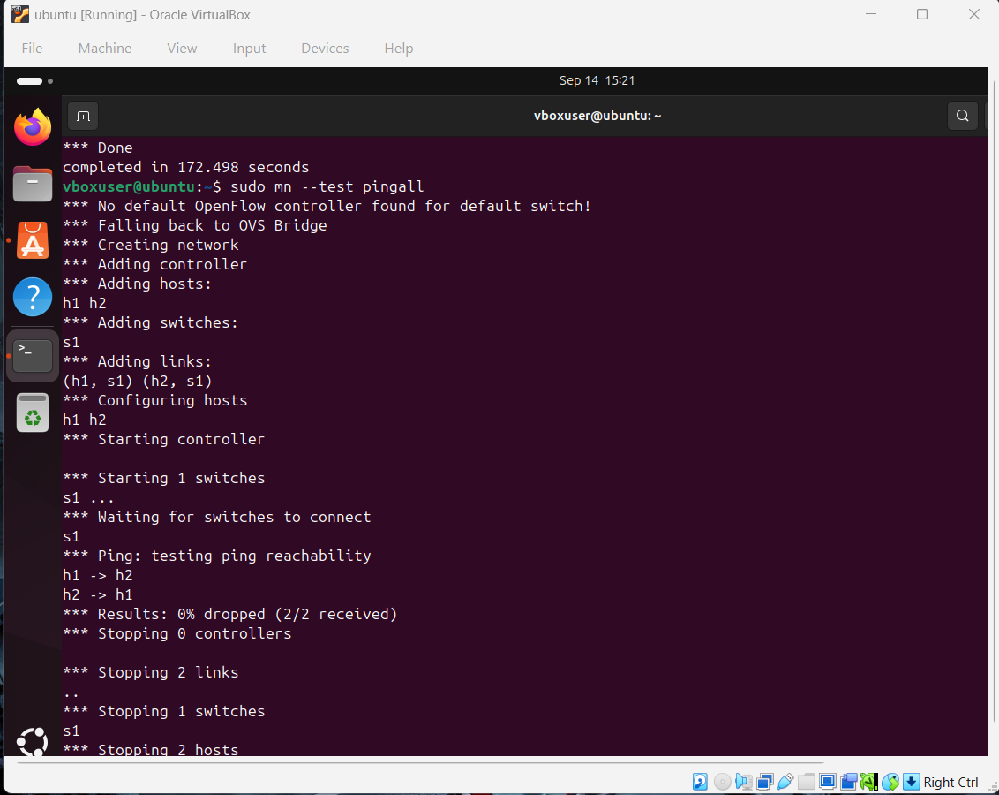 ubuntu [Running] - Oracle VirtualBox
File Machine View Input Devices Help
Sep 14 15:21
vboxuser@ubuntu: ~
*** Done
completed in 172.498 seconds
vboxuser@ubuntu:~$ sudo mn --test pingall
*** No default OpenFlow controller found for default switch!
*** Falling back to OVS Bridge
*** Creating network
*** Adding controller
*** Adding hosts:
h1 h2
*** Adding switches:
s1
*** Adding links:
(h1, s1) (h2, s1)
*** Configuring hosts
h1 h2
*** Starting controller
*** Starting 1 switches
s1 ...
*** Waiting for switches to connect
s1
*** Ping: testing ping reachability
h1 -> h2
h2 -> h1
*** Results: 0% dropped (2/2 received)
*** Stopping 0 controllers
*** Stopping 2 links
..
*** Stopping 1 switches
s1
*** Stopping 2 hosts
Right Ctrl